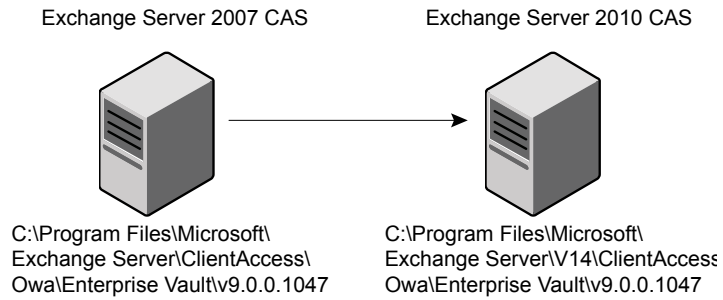 Exchange Server 2007 CAS
Exchange Server 2010 CAS
C:\Program Files\Microsoft\
Exchange Server\ClientAccess\
Owa\Enterprise Vault\v9.0.0.1047
C:\Program Files\Microsoft\
Exchange Server\V14\ClientAccess
Owa\Enterprise Vault\v9.0.0.1047